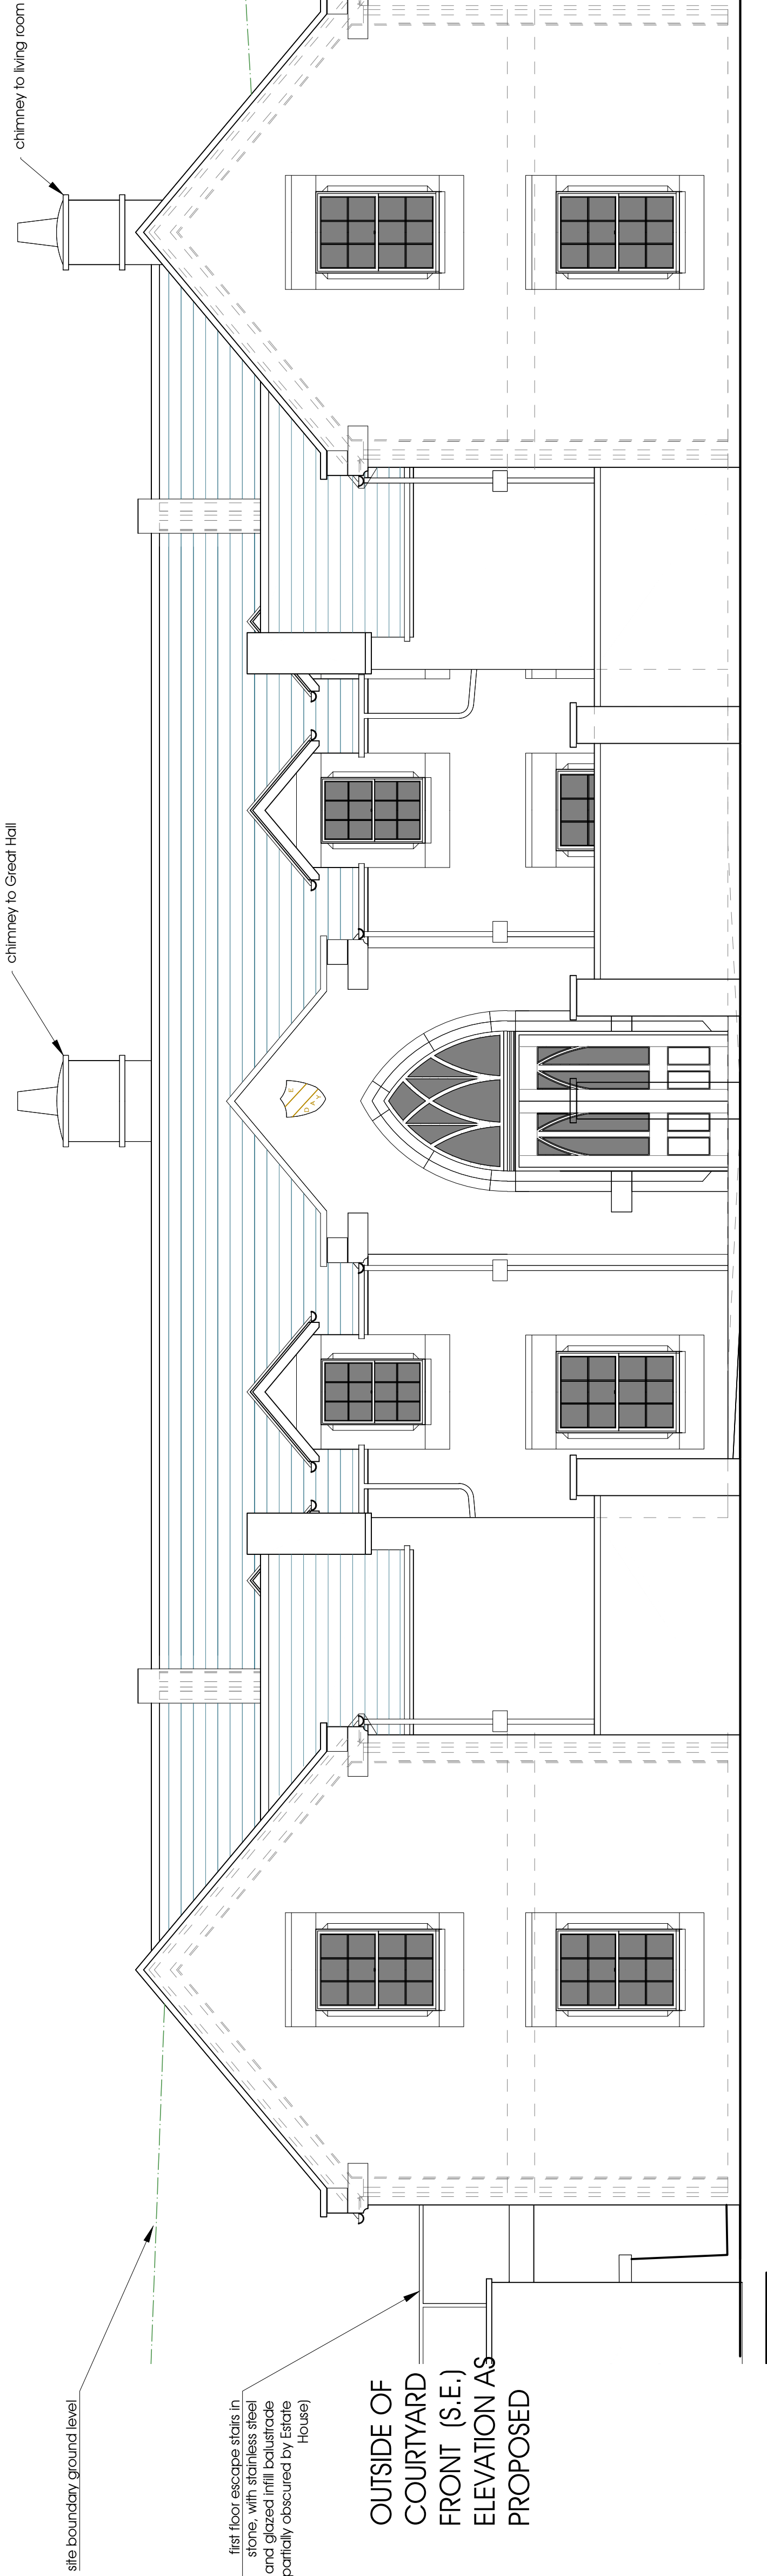 chimney to living room
chimney to Great Hall
E
D A Y
site boundary ground level
first floor escape stairs in
stone, with stainless steel
and glazed infill balustrade
partially obscured by Estate
House)
OUTSIDE OF
COURTYARD
FRONT (S.E.)
ELEVATION AS
PROPOSED